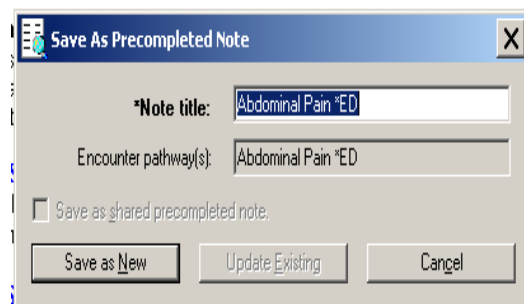 Save As Precompleted Note
*Note title: Abdominal Pain *ED
Encounter pathway(s): Abdominal Pain *ED
Save as shared precompleted note.
Save as New Update Existing Cancel